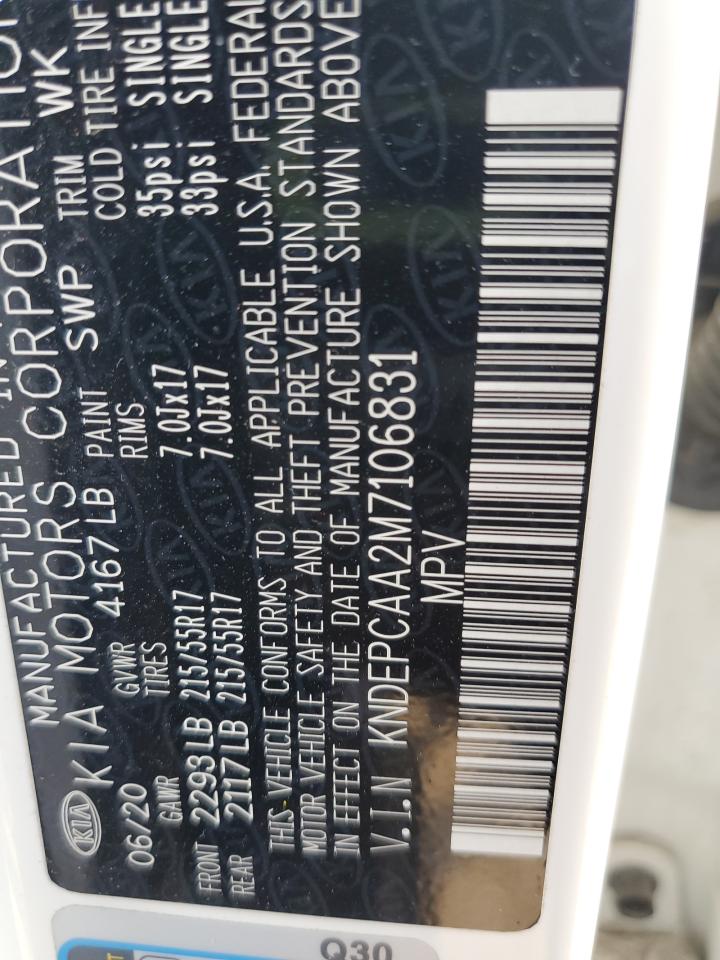 MANUFACTURED IN
KIA KIA MOTORS CORPORATION
06/20 GVWR 4167LB PAINT SWP TRIM WK
GAWR TIRES RIMS COLD TIRE INF
FRONT 2293LB 215/55R17 7.0Jx17 35psi SINGLE
REAR 2117LB 215/55R17 7.0Jx17 33psi SINGLE
THIS VEHICLE CONFORMS TO ALL APPLICABLE U.S.A. FEDERAL
MOTOR VEHICLE SAFETY AND THEFT PREVENTION STANDARDS
IN EFFECT ON THE DATE OF MANUFACTURE SHOWN ABOVE
V.I.N KNDEPCAA2M7106831
MPV
Q30